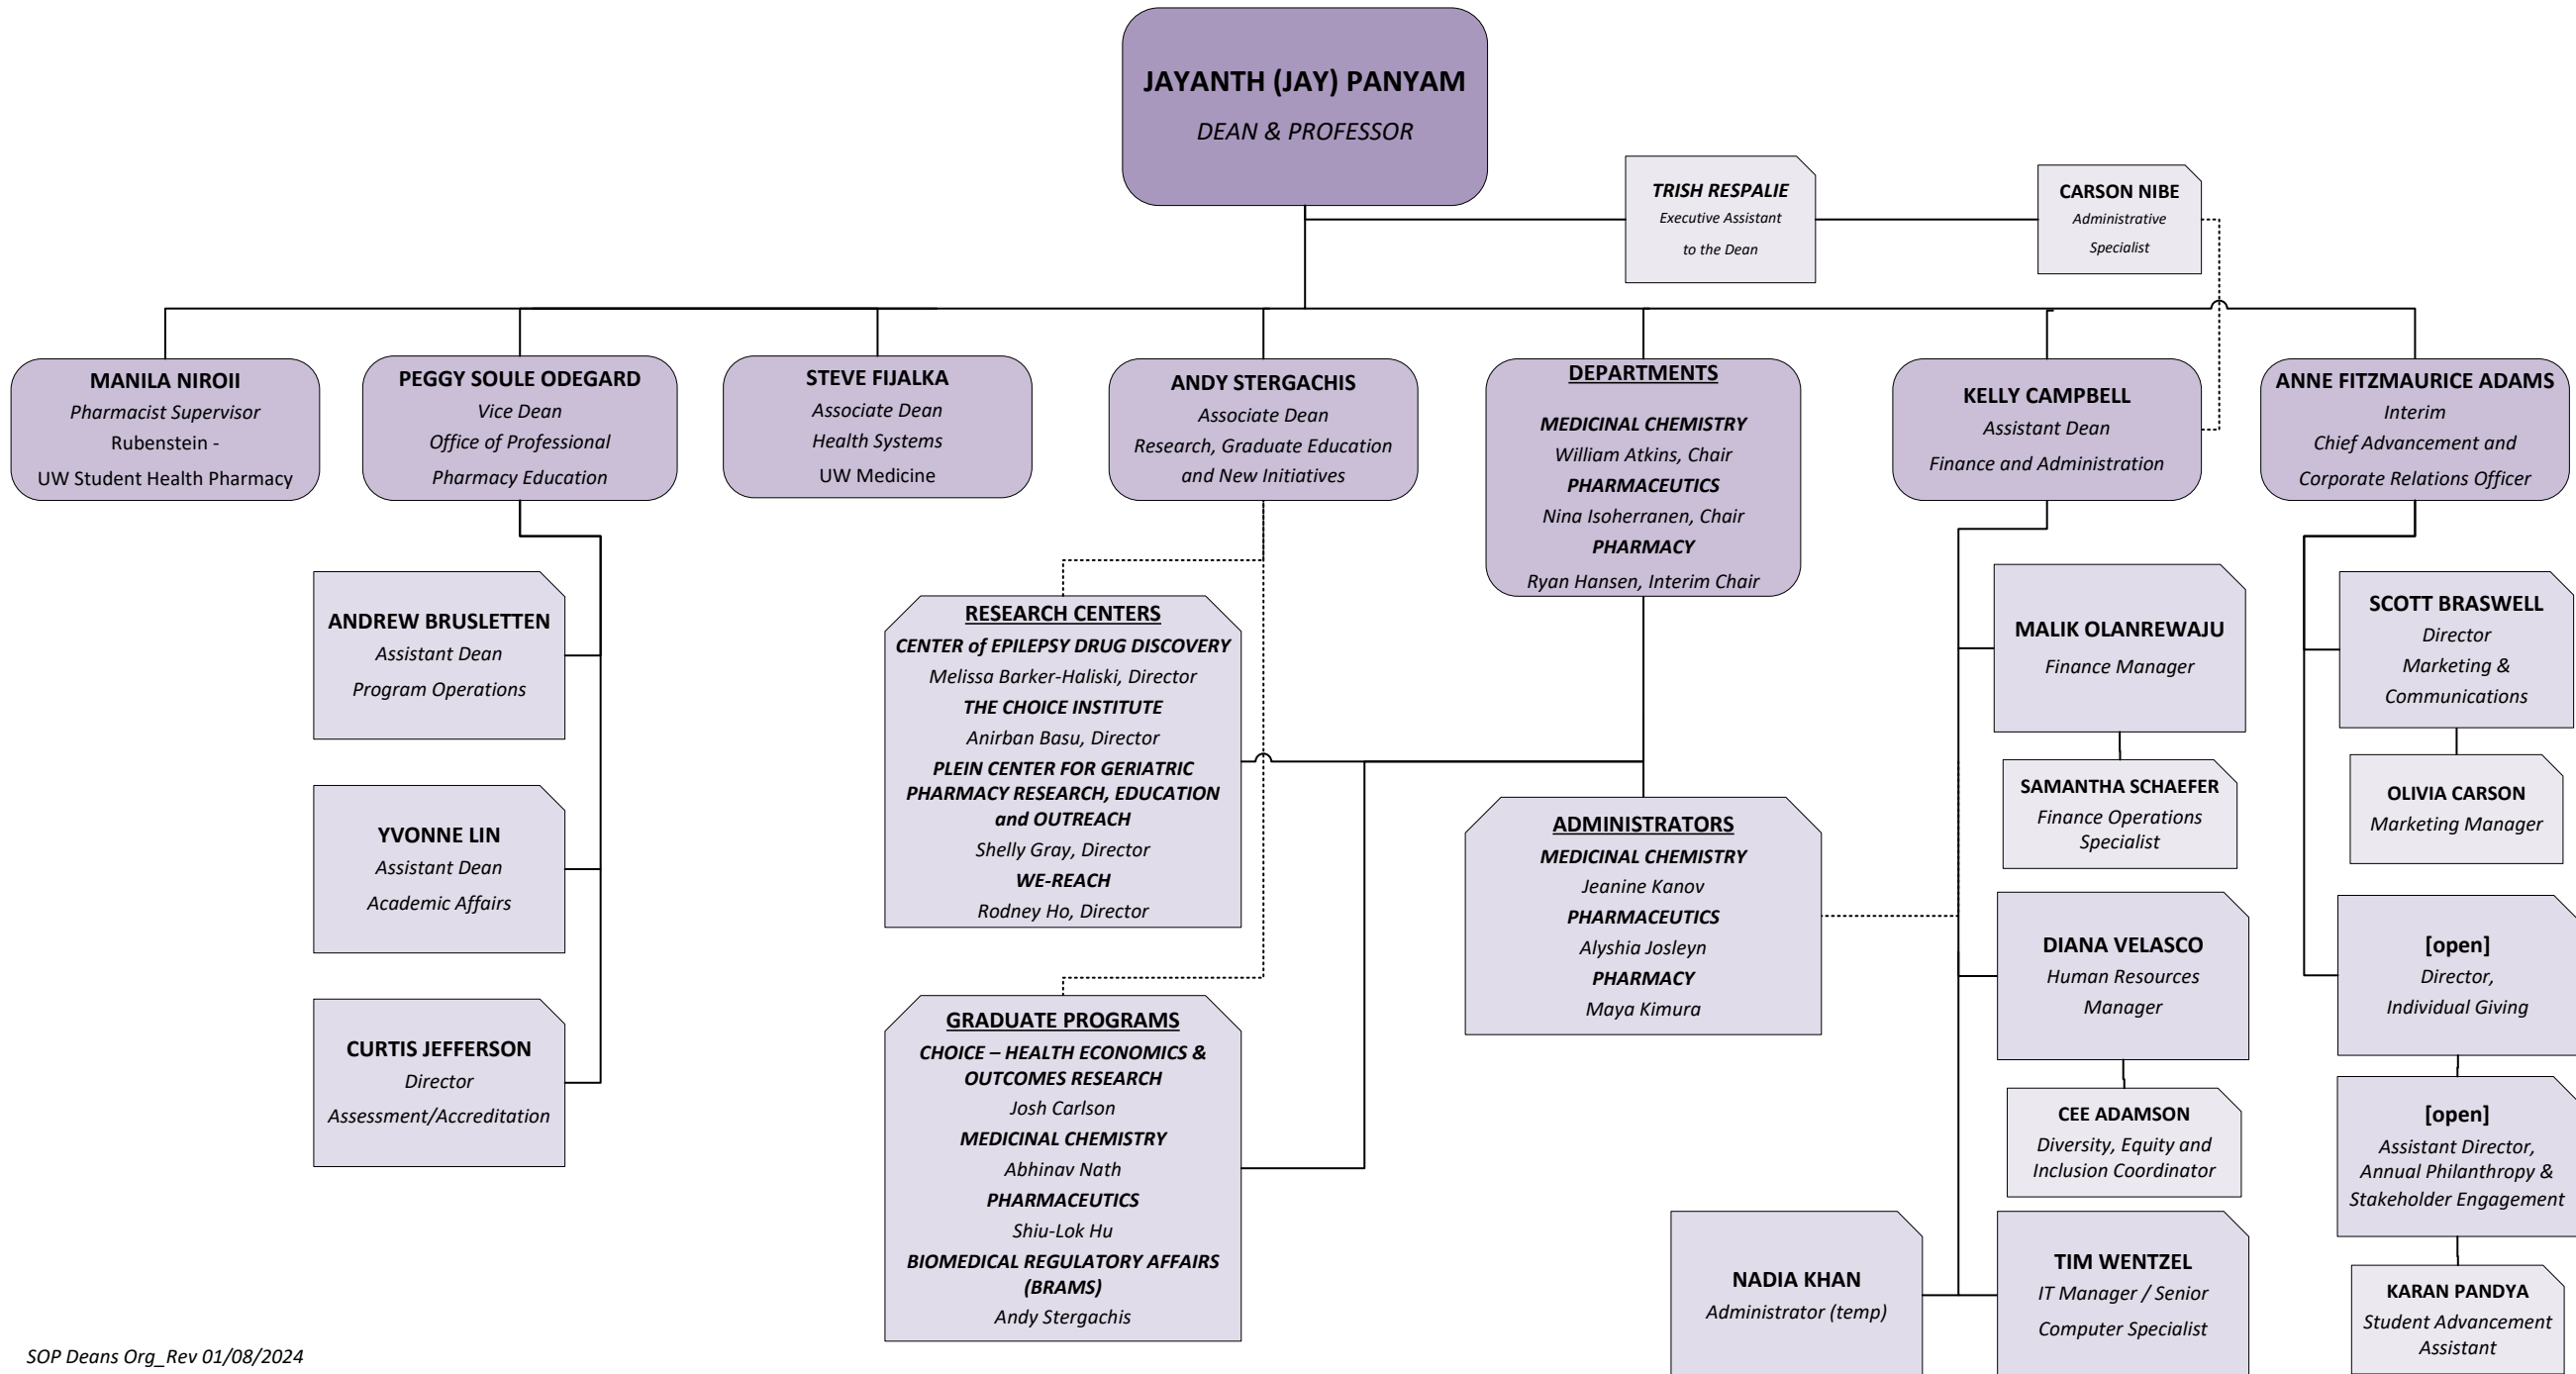 JAYANTH (JAY) PANYAM
DEAN & PROFESSOR
TRISH RESPALIE
Executive Assistant
to the Dean
CARSON NIBE
Administrative
Specialist
MANILA NIROII
Pharmacist Supervisor
Rubenstein -
UW Student Health Pharmacy
PEGGY SOULE ODEGARD
Vice Dean
Office of Professional
Pharmacy Education
STEVE FIJALKA
Associate Dean
Health Systems
UW Medicine
ANDY STERGACHIS
Associate Dean
Research, Graduate Education
and New Initiatives
DEPARTMENTS
MEDICINAL CHEMISTRY
William Atkins, Chair
PHARMACEUTICS
Nina Isoherranen, Chair
PHARMACY
Ryan Hansen, Interim Chair
KELLY CAMPBELL
Assistant Dean
Finance and Administration
ANNE FITZMAURICE ADAMS
Interim
Chief Advancement and
Corporate Relations Officer
ANDREW BRUSLETTEN
Assistant Dean
Program Operations
YVONNE LIN
Assistant Dean
Academic Affairs
CURTIS JEFFERSON
Director
Assessment/Accreditation
RESEARCH CENTERS
CENTER of EPILEPSY DRUG DISCOVERY
Melissa Barker-Haliski, Director
THE CHOICE INSTITUTE
Anirban Basu, Director
PLEIN CENTER FOR GERIATRIC
PHARMACY RESEARCH, EDUCATION
and OUTREACH
Shelly Gray, Director
WE-REACH
Rodney Ho, Director
GRADUATE PROGRAMS
CHOICE – HEALTH ECONOMICS &
OUTCOMES RESEARCH
Josh Carlson
MEDICINAL CHEMISTRY
Abhinav Nath
PHARMACEUTICS
Shiu-Lok Hu
BIOMEDICAL REGULATORY AFFAIRS
(BRAMS)
Andy Stergachis
ADMINISTRATORS
MEDICINAL CHEMISTRY
Jeanine Kanov
PHARMACEUTICS
Alyshia Josleyn
PHARMACY
Maya Kimura
MALIK OLANREWAJU
Finance Manager
SAMANTHA SCHAEFER
Finance Operations
Specialist
DIANA VELASCO
Human Resources
Manager
CEE ADAMSON
Diversity, Equity and
Inclusion Coordinator
NADIA KHAN
Administrator (temp)
TIM WENTZEL
IT Manager / Senior
Computer Specialist
SCOTT BRASWELL
Director
Marketing &
Communications
OLIVIA CARSON
Marketing Manager
[open]
Director,
Individual Giving
[open]
Assistant Director,
Annual Philanthropy &
Stakeholder Engagement
KARAN PANDYA
Student Advancement
Assistant
SOP Deans Org_Rev 01/08/2024